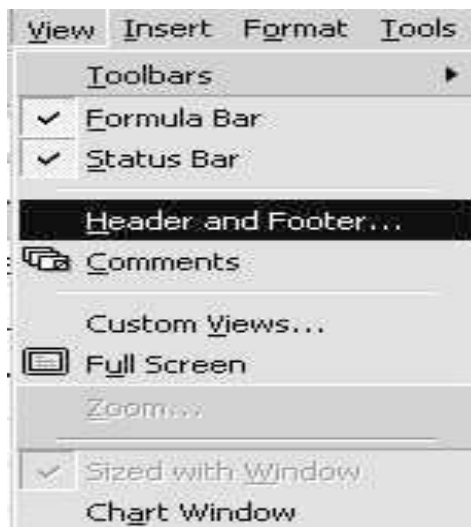 View Insert Format Tools
Toolbars
Formula Bar
Status Bar
Header and Footer...
Comments
Custom Views...
Full Screen
Zoom...
Sized with Window
Chart Window